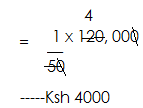 4
= 1 x 120, 000
50
-----Ksh 4000